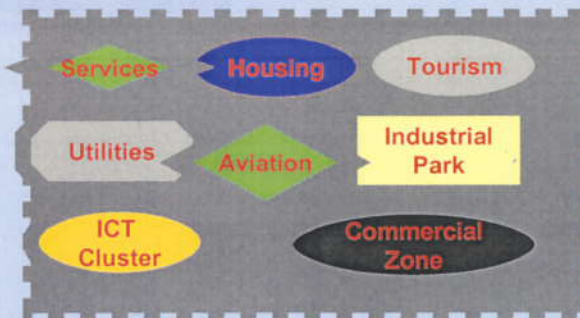 Services
Housing
Tourism
Utilities
Aviation
Industrial
Park
ICT
Cluster
Commercial
Zone